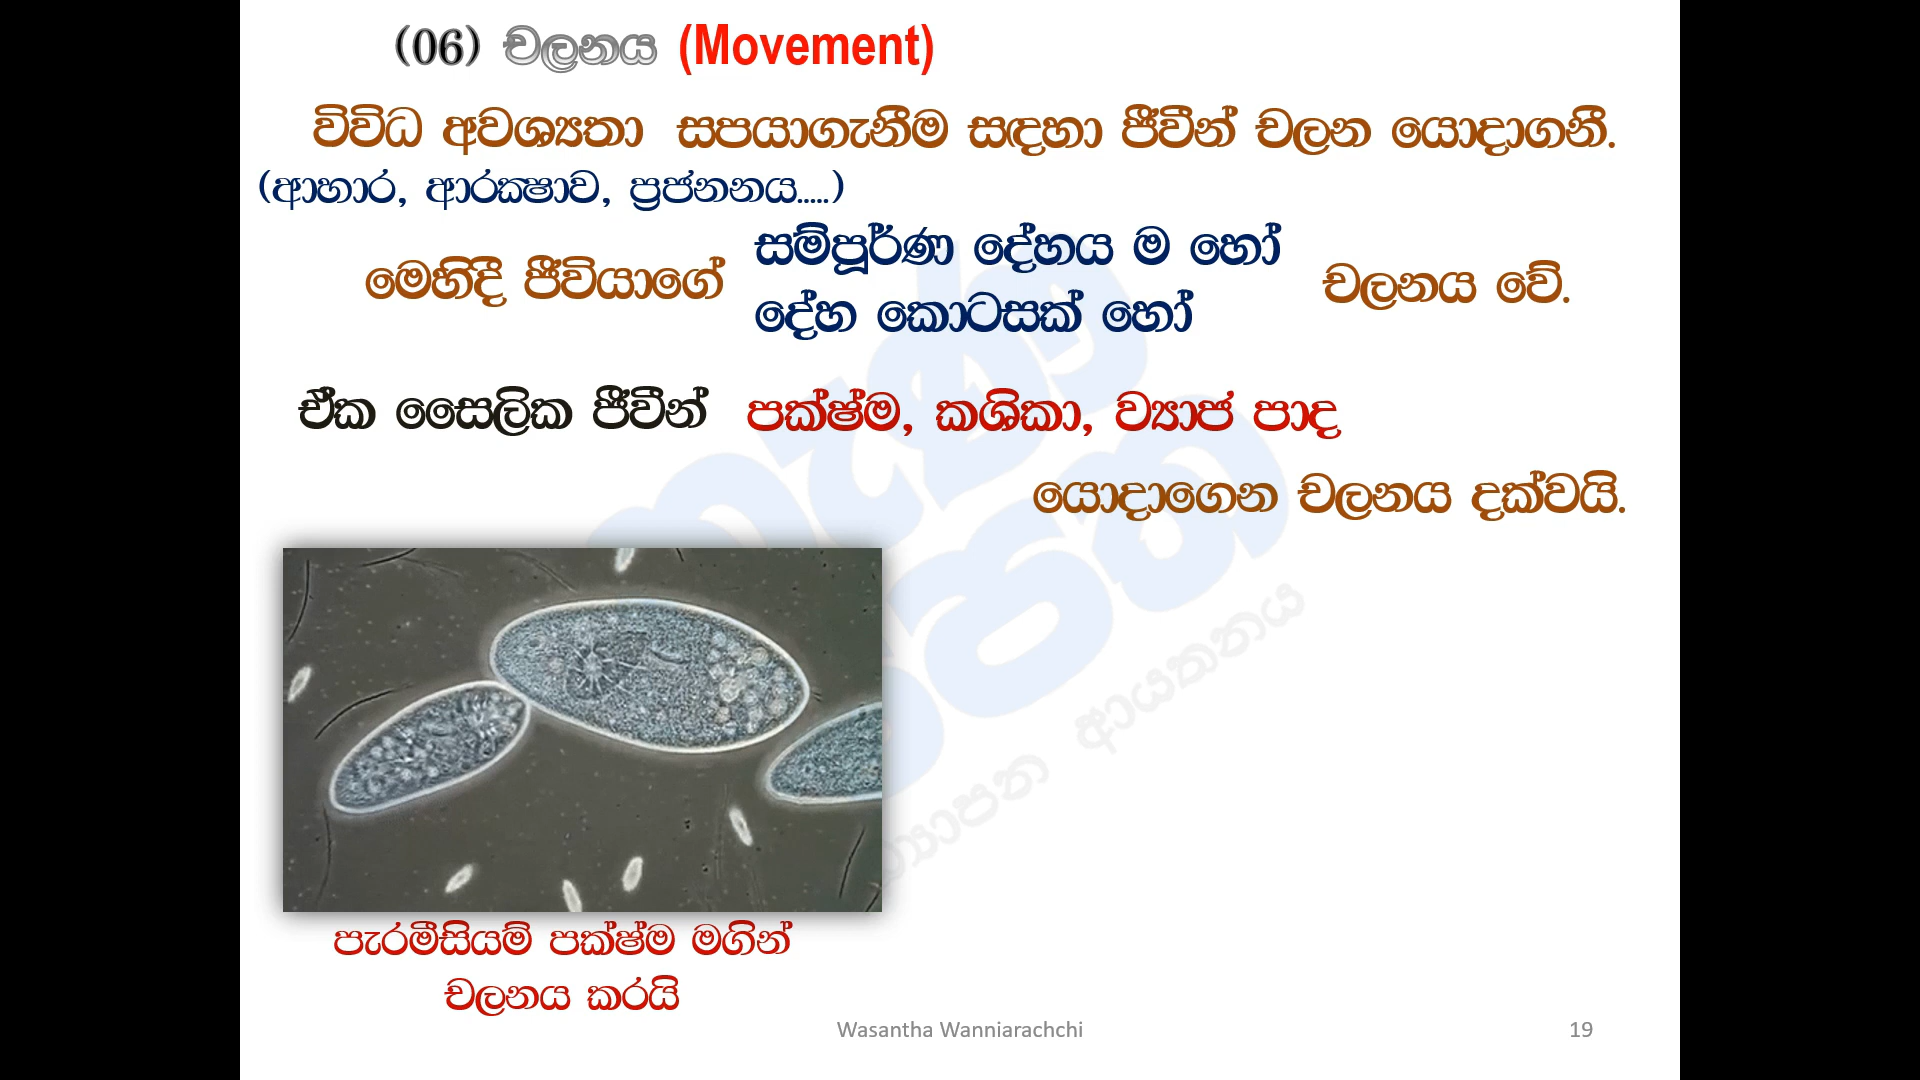 (06) චලනය (Movement)
විවිධ අවශ්‍යතා සපයාගැනීම සඳහා ජීවීන් චලන යොදාගනී.
(ආහාර, ආරක්‍ෂාව, ප්‍රජනනය.....)
සම්පූර්ණ දේහය ම හෝ
මෙහිදී ජීවියාගේ
චලනය වේ.
දේහ කොටසක් හෝ
ඒක සෛලික ජීවීන් පක්ෂ්ම, කශිකා, ව්‍යාජ පාද
යොදාගෙන චලනය දක්වයි.
ආයතනය
පැරමීසියම් පක්ෂ්ම මගින්
චලනය කරයි
Wasantha Wanniarachchi
19